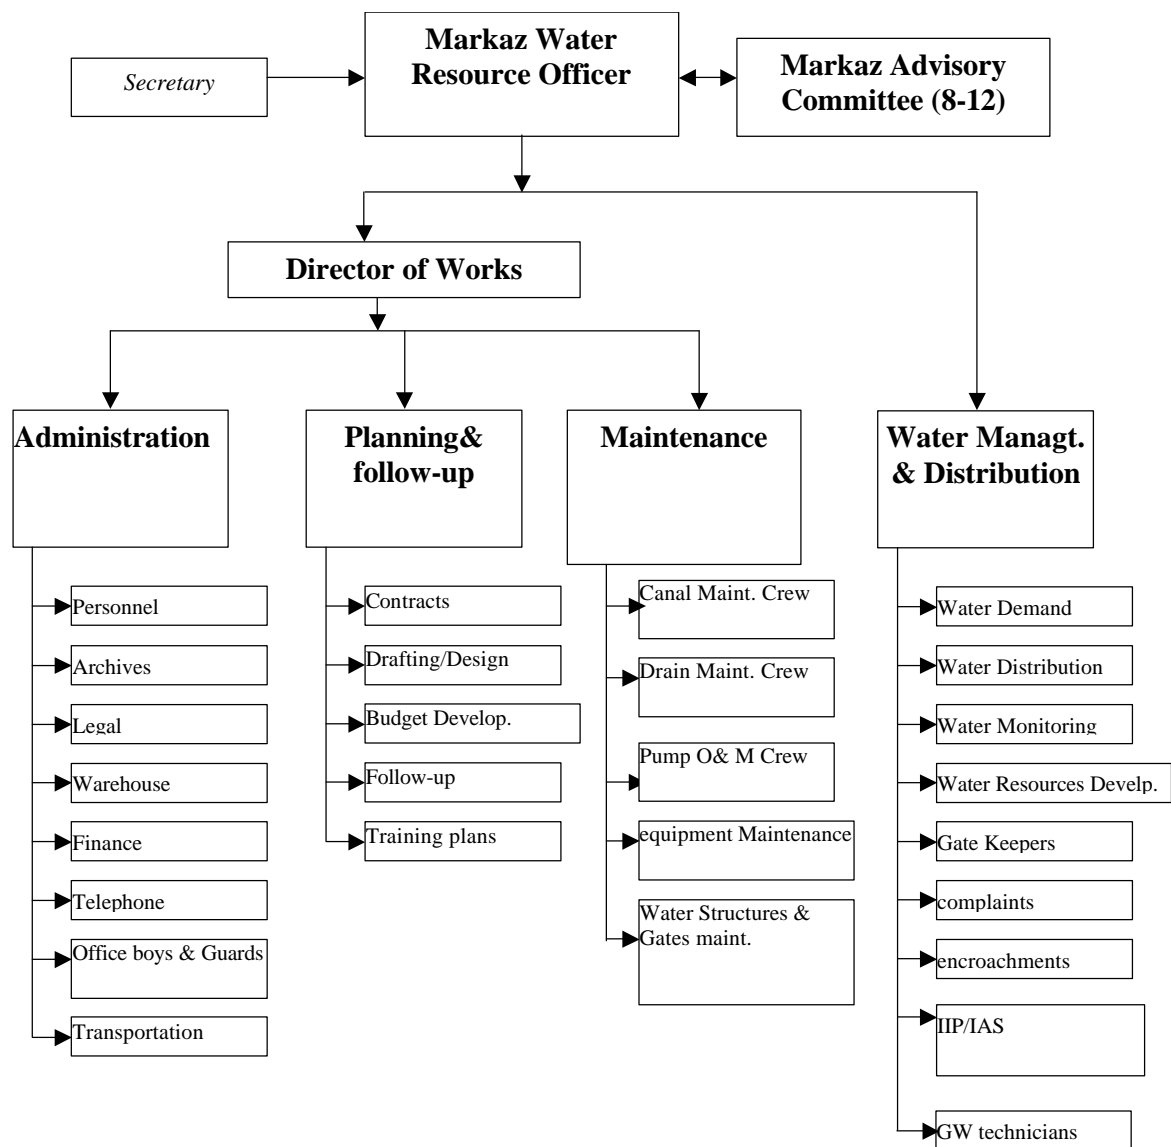 Markaz Water
Resource Officer
Secretary
Markaz Advisory
Committee (8-12)
Director of Works
Administration
Planning&
follow-up
Maintenance
Water Managt.
& Distribution
Personnel
Archives
Legal
Warehouse
Finance
Telephone
Office boys & Guards
Transportation
Contracts
Drafting/Design
Budget Develop.
Follow-up
Training plans
Canal Maint. Crew
Drain Maint. Crew
Pump O& M Crew
equipment Maintenance
Water Structures &
Gates maint.
Water Demand
Water Distribution
Water Monitoring
Water Resources Develp.
Gate Keepers
complaints
encroachments
IIP/IAS
GW technicians